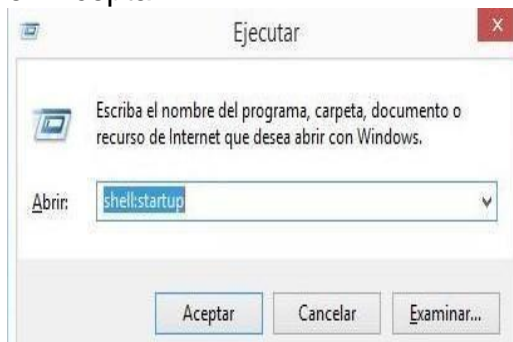 Ejecutar
x
Escriba el nombre del programa, carpeta, documento o
recurso de Internet que desea abrir con Windows.
Abrir: shell:startup
Aceptar Cancelar Examinar...